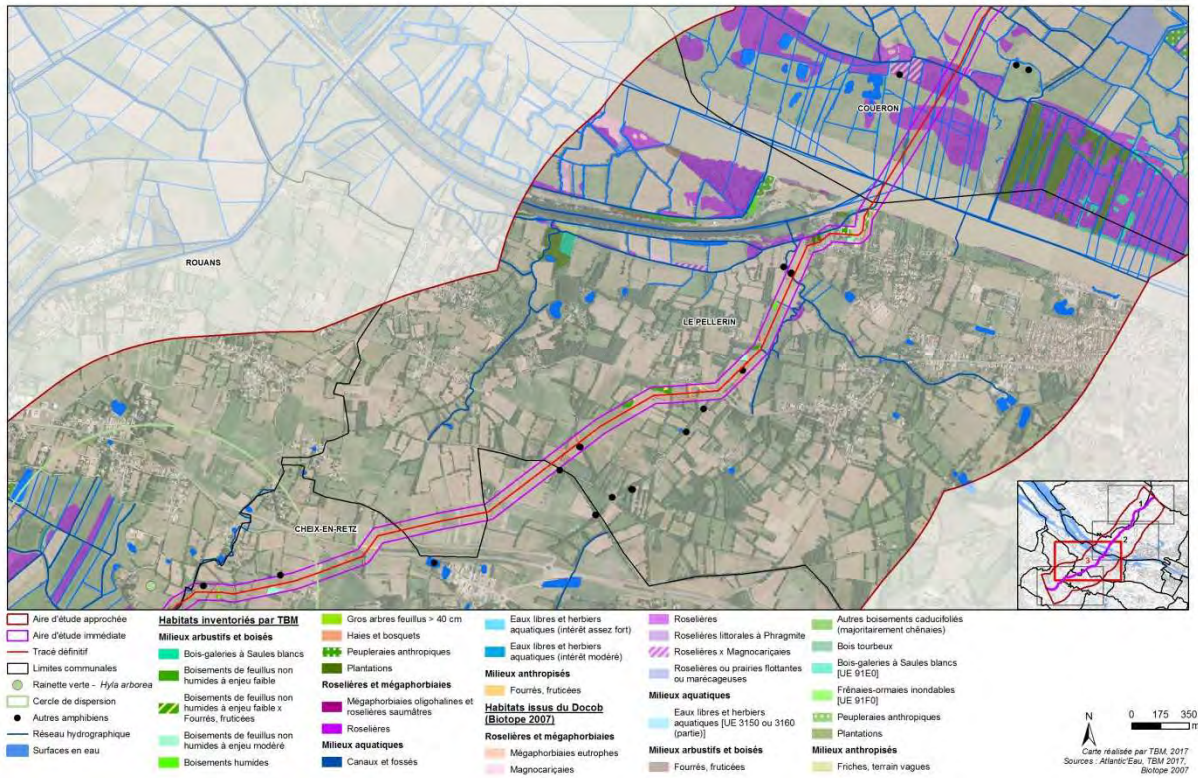 COUERON
ROUANS
LE PELLERIN
CHEIX-EN-RETZ
1
2
3
Aire d'étude approchée
Aire d'étude immédiate
Tracé définitif
Limites communales
Rainette verte - Hyla arborea
Cercle de dispersion
Autres amphibiens
Réseau hydrographique
Surfaces en eau
Habitats inventoriés par TBM
Milieux arbustifs et boisés
Bois-galeries à Saules blancs
Boisements de feuillus non
humides à enjeu faible
Boisements de feuillus non
humides à enjeu faible x
Fourrés, fruticées
Boisements de feuillus non
humides à enjeu modéré
Boisements humides
Gros arbres feuillus > 40 cm
Haies et bosquets
Peupleraies anthropiques
Plantations
Roselières et mégaphorbiaies
Mégaphorbiaies oligohalines et
roselières saumâtres
Roselières
Milieux aquatiques
Canaux et fossés
Eaux libres et herbiers
aquatiques (intérêt assez fort)
Eaux libres et herbiers
aquatiques (intérêt modéré)
Milieux anthropisés
Fourrés, fruticées
Habitats issus du Docob
(Biotope 2007)
Roselières et mégaphorbiaies
Mégaphorbiaies eutrophes
Magnocariçaies
Roselières
Roselières littorales à Phragmite
Roselières x Magnocariçaies
Roselières ou prairies flottantes
ou marécageuses
Milieux aquatiques
Eaux libres et herbiers
aquatiques [UE 3150 ou 3160
(partie)]
Milieux arbustifs et boisés
Fourrés, fruticées
Autres boisements caducifoliés
(majoritairement chênaies)
Bois tourbeux
Bois-galeries à Saules blancs
[UE 91E0]
Frênaies-ormaies inondables
[UE 91F0]
Peupleraies anthropiques
Plantations
Milieux anthropisés
Friches, terrain vagues
N
0 175 350
m
Carte réalisée par TBM, 2017
Sources : Atlantic'Eau, TBM 2017,
Biotope 2007